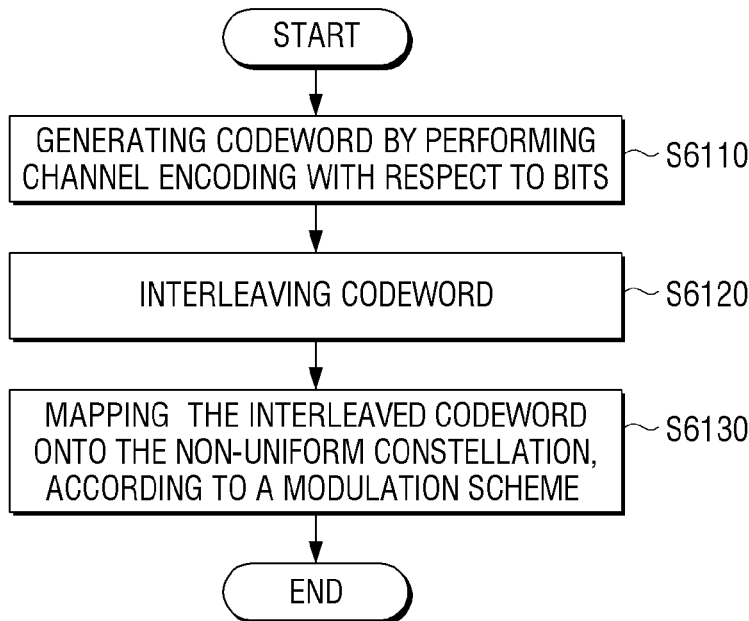 START
GENERATING CODEWORD BY PERFORMING
CHANNEL ENCODING WITH RESPECT TO BITS
S6110
INTERLEAVING CODEWORD
S6120
MAPPING THE INTERLEAVED CODEWORD
ONTO THE NON-UNIFORM CONSTELLATION,
ACCORDING TO A MODULATION SCHEME
S6130
END